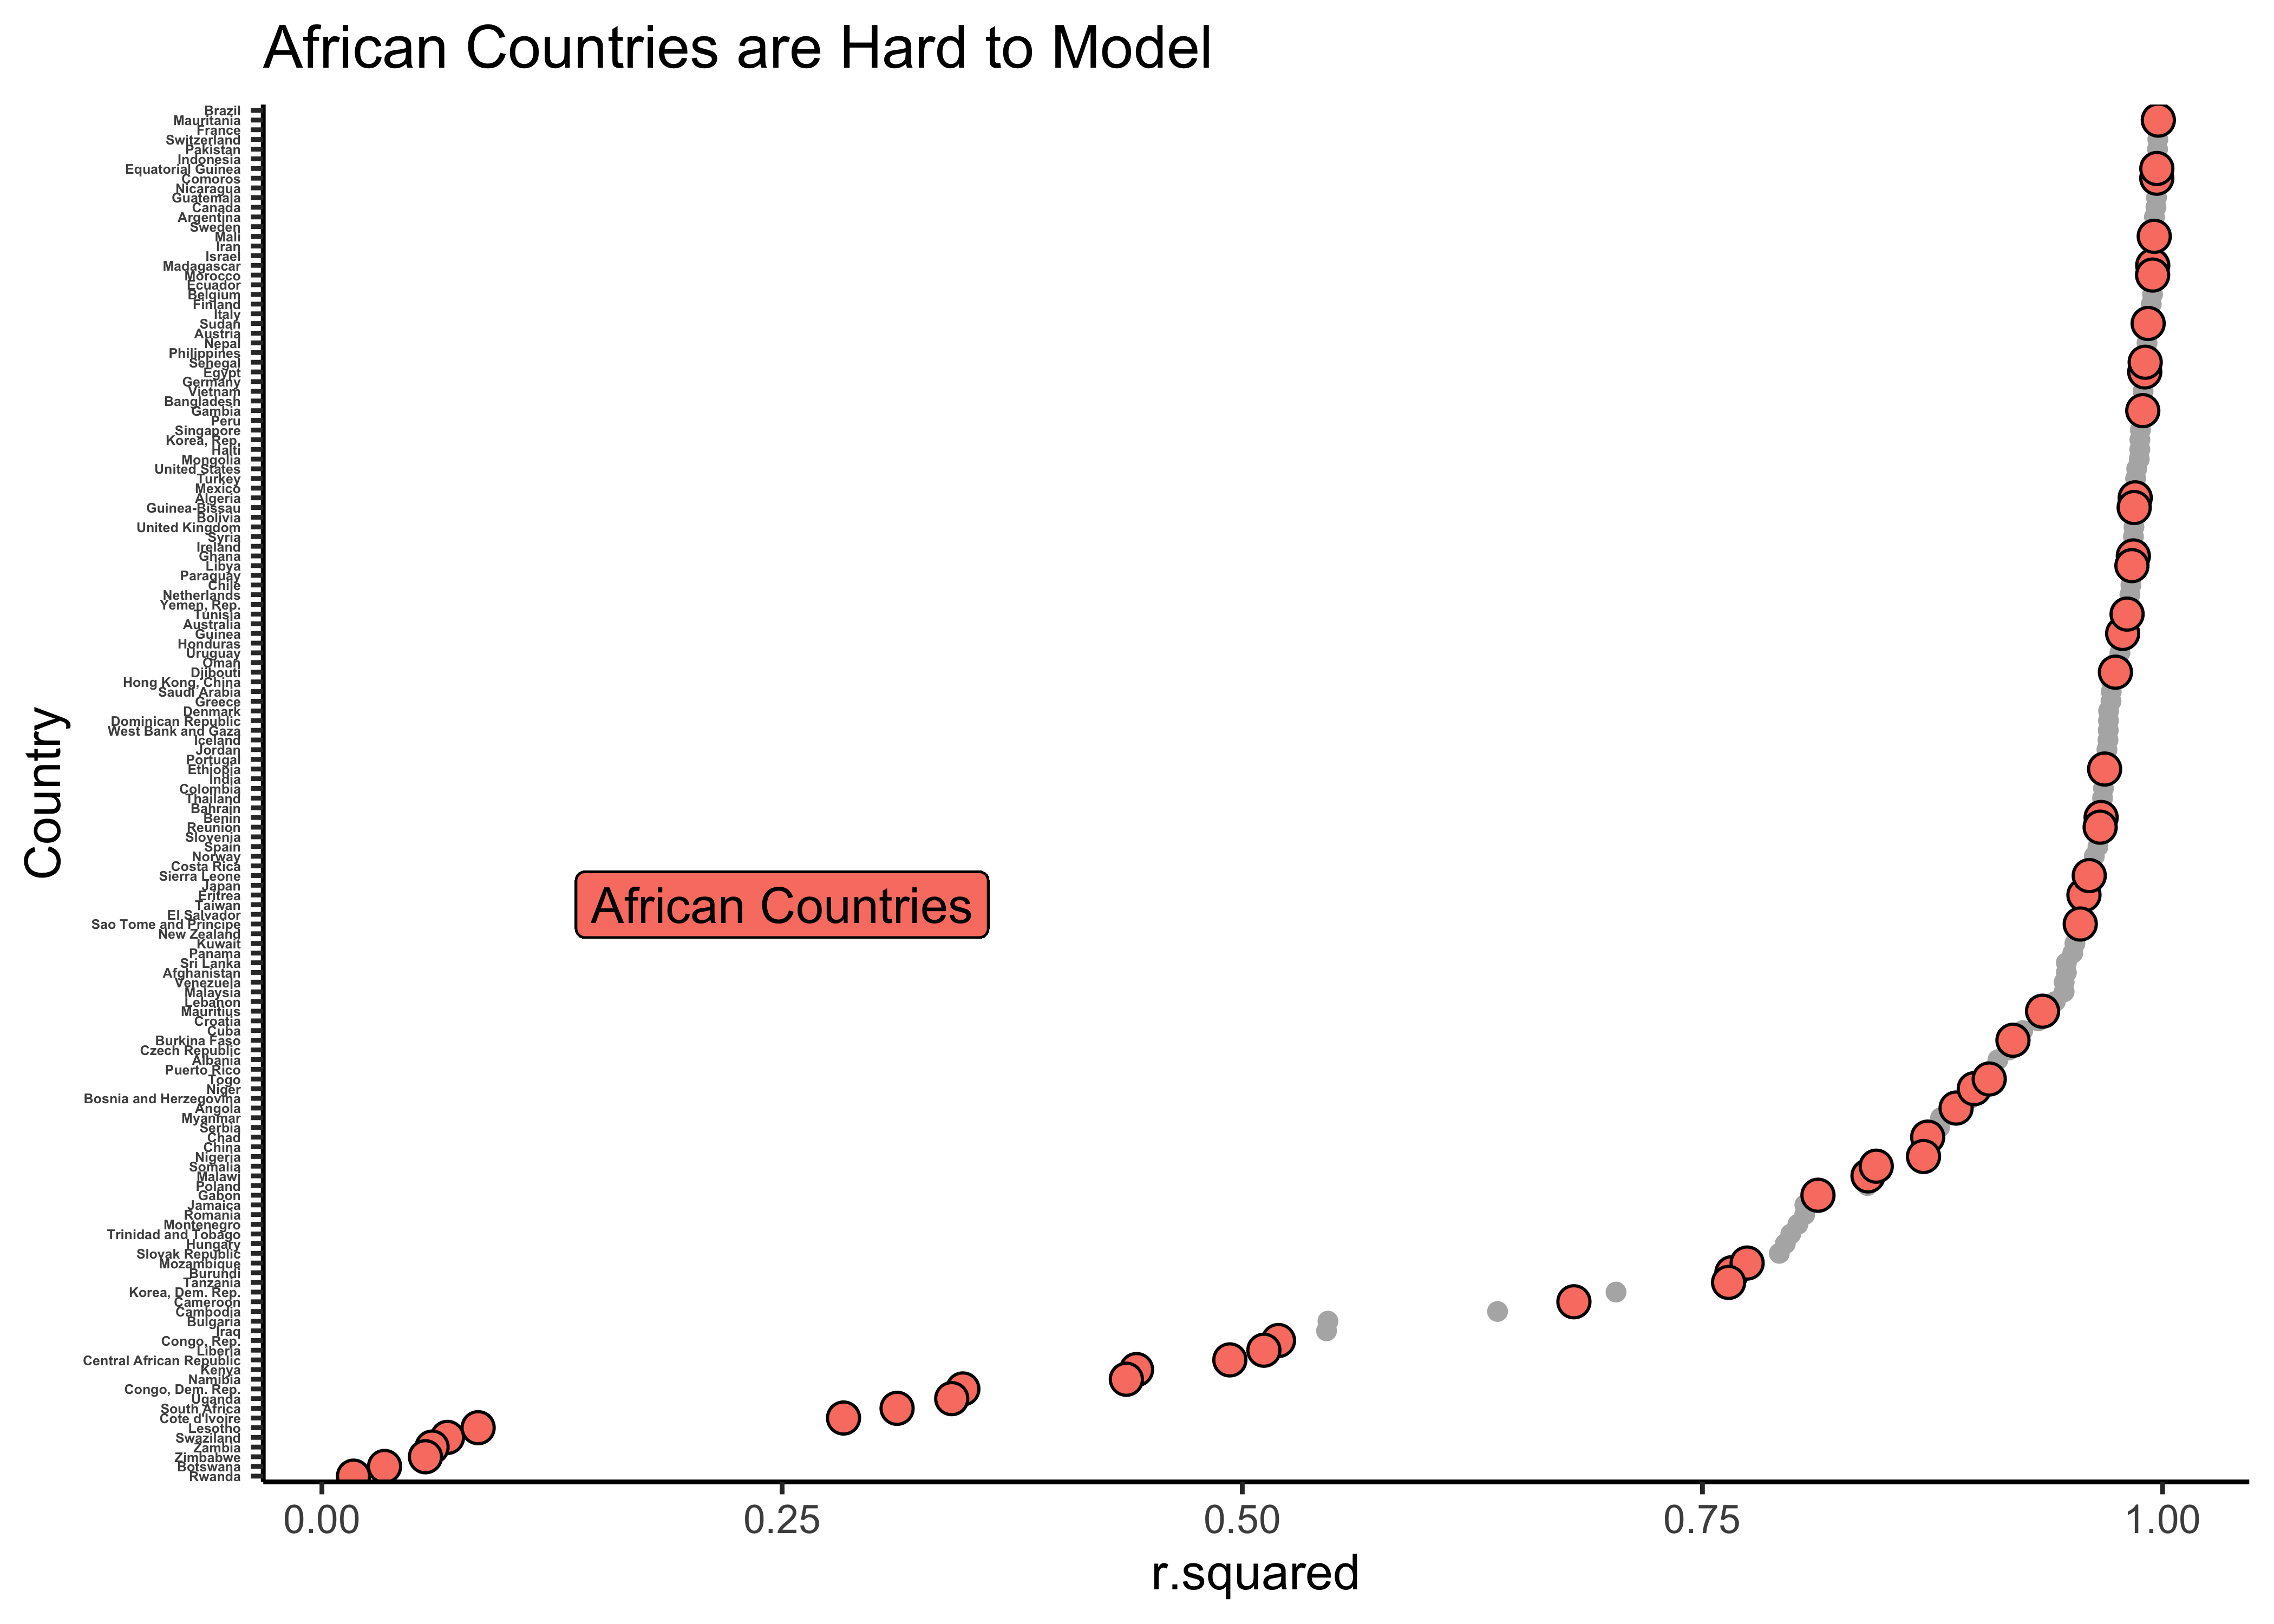 African Countries are Hard to Model
Brazil
Mauritania
France
Switzerland
Pakistan
Indonesia
Equatorial Guinea
Comoros
Nicaragua
Guatemala
Canada
Argentina
Sweden
Mali
Iran
Israel
Madagascar
Morocco
Ecuador
Belgium
Finland
Italy
Sudan
Austria
Nepal
Philippines
Senegal
Egypt
Germany
Vietnam
Bangladesh
Gambia
Peru
Singapore
Korea, Rep.
Haiti
Mongolia
United States
Turkey
Mexico
Algeria
Guinea-Bissau
Bolivia
United Kingdom
Syria
Ireland
Ghana
Libya
Paraguay
Chile
Netherlands
Yemen, Rep.
Tunisia
Australia
Guinea
Honduras
Uruguay
Oman
Djibouti
Hong Kong, China
Saudi Arabia
Greece
Denmark
Dominican Republic
West Bank and Gaza
Iceland
Jordan
Portugal
Ethiopia
India
Colombia
Thailand
Bahrain
Benin
Reunion
Slovenia
Spain
Norway
Costa Rica
Sierra Leone
Japan
Eritrea
Taiwan
El Salvador
Sao Tome and Principe
New Zealand
Kuwait
Panama
Sri Lanka
Afghanistan
Venezuela
Malaysia
Lebanon
Mauritius
Croatia
Cuba
Burkina Faso
Czech Republic
Albania
Puerto Rico
Togo
Niger
Bosnia and Herzegovina
Angola
Myanmar
Serbia
Chad
China
Nigeria
Somalia
Malawi
Poland
Gabon
Jamaica
Romania
Montenegro
Trinidad and Tobago
Hungary
Slovak Republic
Mozambique
Burundi
Tanzania
Korea, Dem. Rep.
Cameroon
Cambodia
Bulgaria
Iraq
Congo, Rep.
Liberia
Central African Republic
Kenya
Namibia
Congo, Dem. Rep.
Uganda
South Africa
Cote d'Ivoire
Lesotho
Swaziland
Zambia
Zimbabwe
Botswana
Rwanda
Country
African Countries
0.00 0.25 0.50 0.75 1.00
r.squared